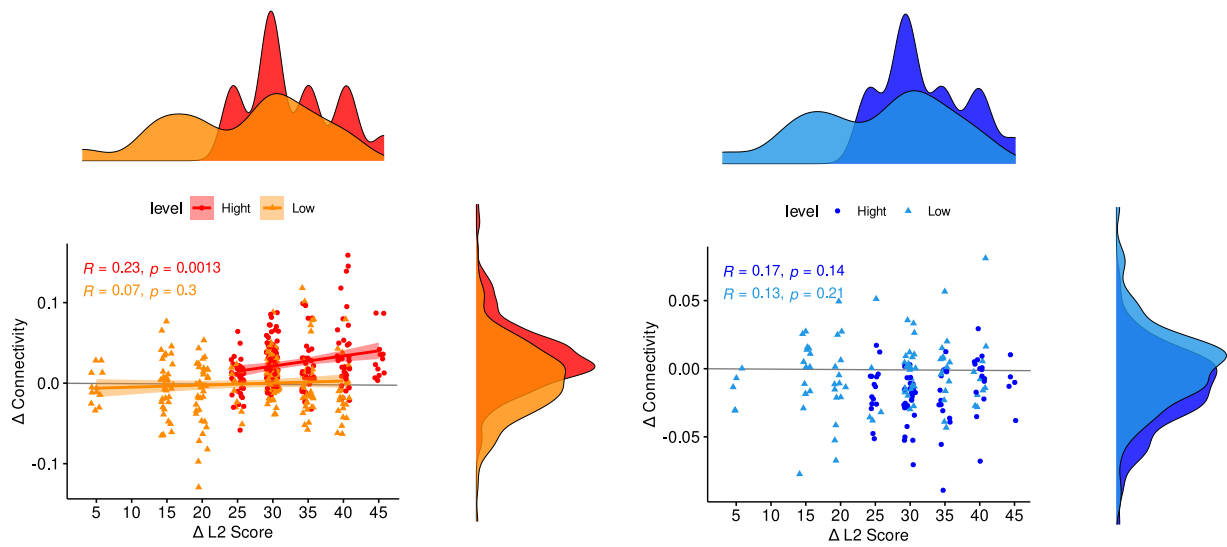 level Hight Low
R = 0.23, p = 0.0013
R = 0.07, p = 0.3
0.1
0.0
-0.1
Δ Connectivity
5 10 15 20 25 30 35 40 45
Δ L2 Score
level Hight Low
R = 0.17, p = 0.14
R = 0.13, p = 0.21
0.05
0.00
-0.05
Δ Connectivity
5 10 15 20 25 30 35 40 45
Δ L2 Score